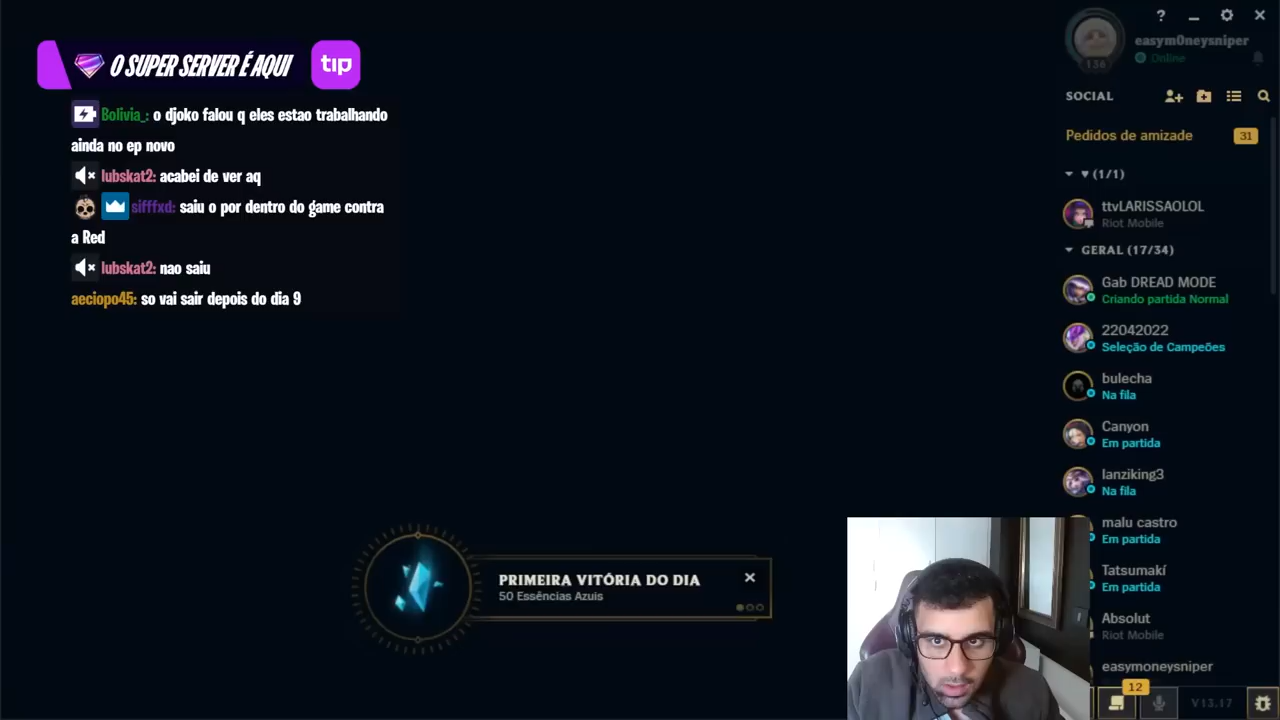 O SUPER SERVER É AQUI
tip
Bolivia_: o djoko falou q eles estao trabalhando
ainda no ep novo
lubskat2: acabei de ver aq
sifffxd: saiu o por dentro do game contra
a Red
lubskat2: nao saiu
aeciopo45: so vai sair depois do dia 9
PRIMEIRA VITÓRIA DO DIA
50 Essências Azuis
?
easym0neysniper
136
Online
SOCIAL
Pedidos de amizade
31
♥ (1/1)
ttvLARISSAOLOL
Riot Mobile
GERAL (17/34)
Gab DREAD MODE
Criando partida Normal
22042022
Seleção de Campeões
bulecha
Na fila
Canyon
Em partida
lanziking3
Na fila
malu castro
Em partida
Tatsumakí
Em partida
Absolut
Riot Mobile
easymoneysniper
12
V13.17